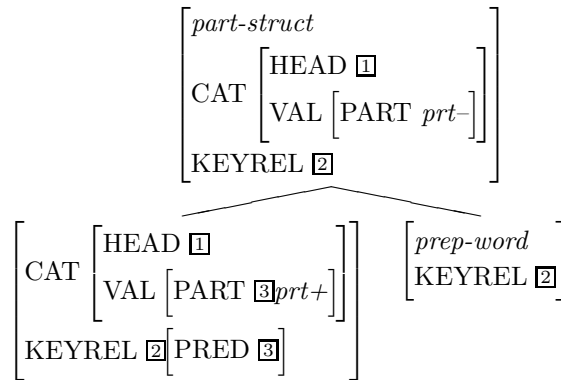 part-struct
CAT HEAD 1
VAL PART prt–
KEYREL 2
CAT HEAD 1
VAL PART 3 prt+
KEYREL 2 PRED 3
prep-word
KEYREL 2